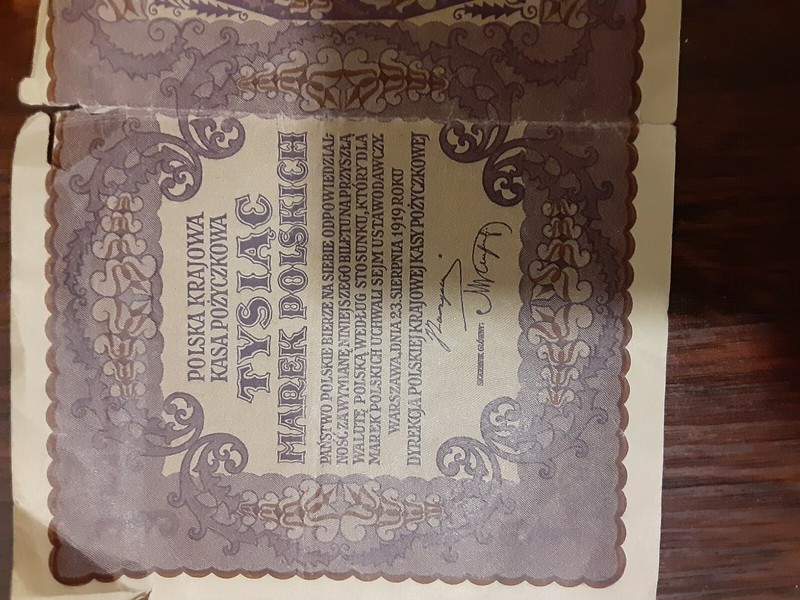 POLSKA KRAJOWA
KASA POŻYCZKOWA
TYSIĄC
MAREK POLSKICH
PAŃSTWO POLSKIE BIERZE NA SIEBIE ODPOWIEDZIAL-
NOŚĆ ZA WYMIANĘ NINIEJSZEGO BILETU NA PRZYSZŁĄ
WALUTĘ POLSKĄ WEDŁUG STOSUNKU, KTÓRY DLA
MAREK POLSKICH UCHWALI SEJM USTAWODAWCZY
WARSZAWA, DNIA 23. SIERPNIA 1919 ROKU
DYREKCJA POLSKIEJ KRAJOWEJ KASY POŻYCZKOWEJ
SKARBNIK GŁÓWNY: